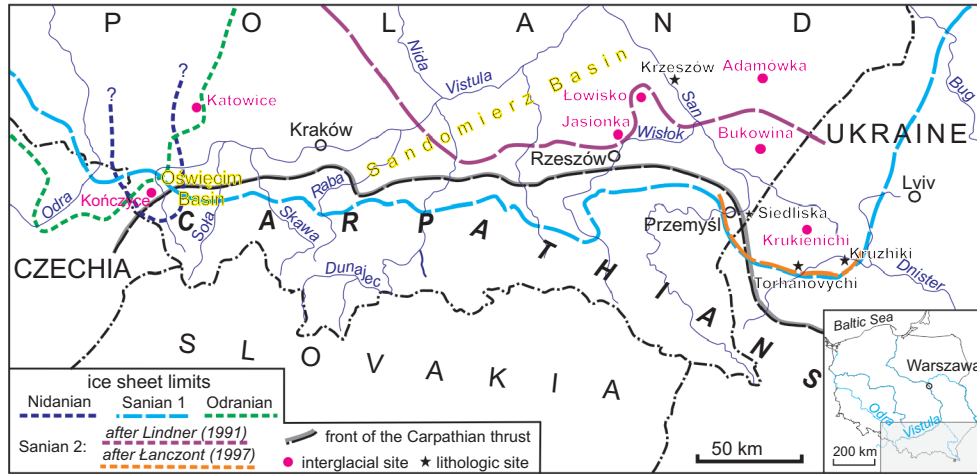 P O L A N D
Nida
Vistula
Sandomierz Basin
Krzeszów
Adamówka
Bug
?
?
Katowice
Łowisko
San
Jasionka
Wisłok
Bukowina
UKRAINE
Kraków
Rzeszów
Odra
Oświęcim
Basin
Kończyce
Raba
Lviv
Soła
Skawa
CARPATHIANS
Przemyśl
Siedliska
Krukienichi
Kruzhiki
CZECHIA
Dunajec
Torhanovychi
Dnister
SLOVAKIA
Baltic Sea
Warszawa
Odra
Vistula
200 km
ice sheet limits
Nidanian
Sanian 1
Odranian
Sanian 2:
after Lindner (1991)
after Łanczont (1997)
front of the Carpathian thrust
interglacial site
lithologic site
50 km